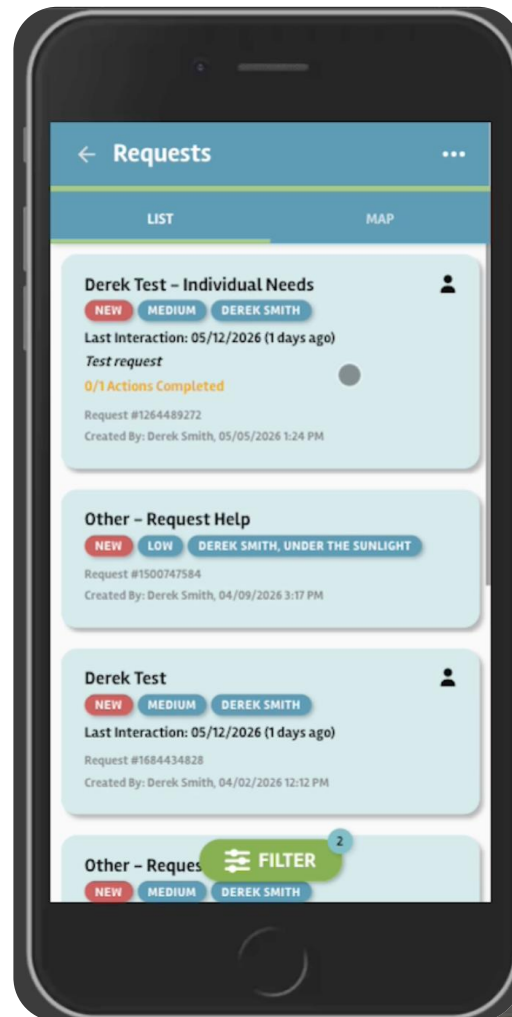 Requests
LIST MAP
Derek Test – Individual Needs
NEW MEDIUM DEREK SMITH
Last Interaction: 05/12/2026 (1 days ago)
Test request
0/1 Actions Completed
Request #1264489272
Created By: Derek Smith, 05/05/2026 1:24 PM
Other – Request Help
NEW LOW DEREK SMITH, UNDER THE SUNLIGHT
Request #1500747584
Created By: Derek Smith, 04/09/2026 3:17 PM
Derek Test
NEW MEDIUM DEREK SMITH
Last Interaction: 05/12/2026 (1 days ago)
Request #1684434828
Created By: Derek Smith, 04/02/2026 12:12 PM
2
FILTER
Other – Reques
NEW MEDIUM DEREK SMITH